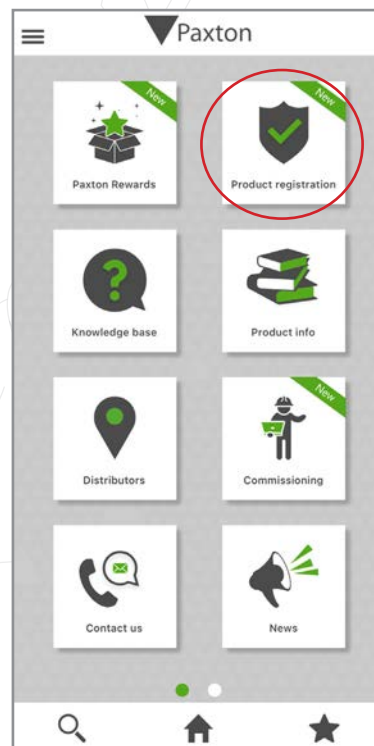 Paxton
New
New
Paxton Rewards
Product registration
?
Knowledge base
Product info
New
Distributors
Commissioning
Contact us
News